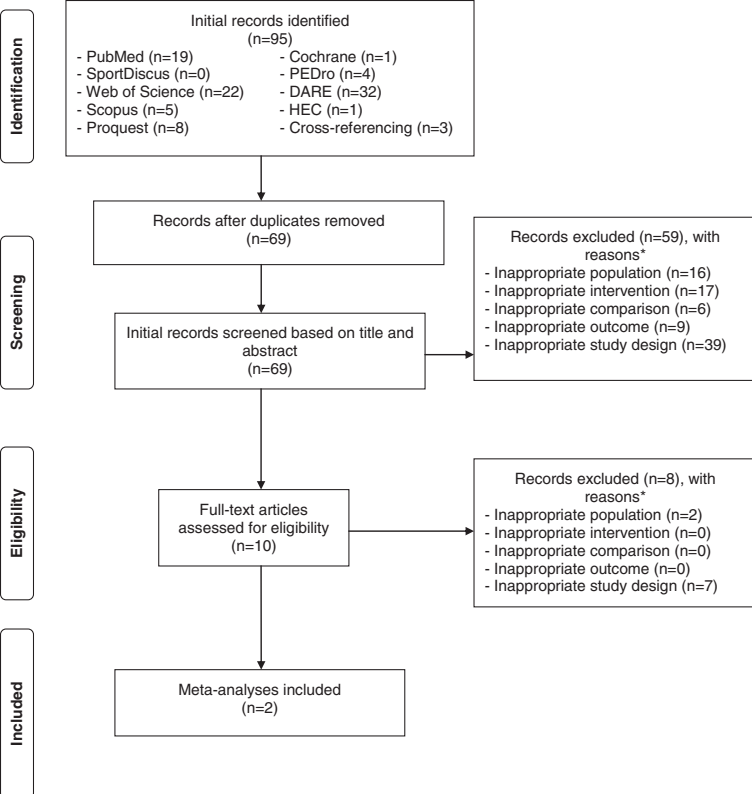 Identification
Initial records identified
(n=95)
- PubMed (n=19)
- SportDiscus (n=0)
- Web of Science (n=22)
- Scopus (n=5)
- Proquest (n=8)
- Cochrane (n=1)
- PEDro (n=4)
- DARE (n=32)
- HEC (n=1)
- Cross-referencing (n=3)
Screening
Records after duplicates removed
(n=69)
Initial records screened based on title and
abstract
(n=69)
Records excluded (n=59), with
reasons*
- Inappropriate population (n=16)
- Inappropriate intervention (n=17)
- Inappropriate comparison (n=6)
- Inappropriate outcome (n=9)
- Inappropriate study design (n=39)
Eligibility
Full-text articles
assessed for eligibility
(n=10)
Records excluded (n=8), with
reasons*
- Inappropriate population (n=2)
- Inappropriate intervention (n=0)
- Inappropriate comparison (n=0)
- Inappropriate outcome (n=0)
- Inappropriate study design (n=7)
Included
Meta-analyses included
(n=2)